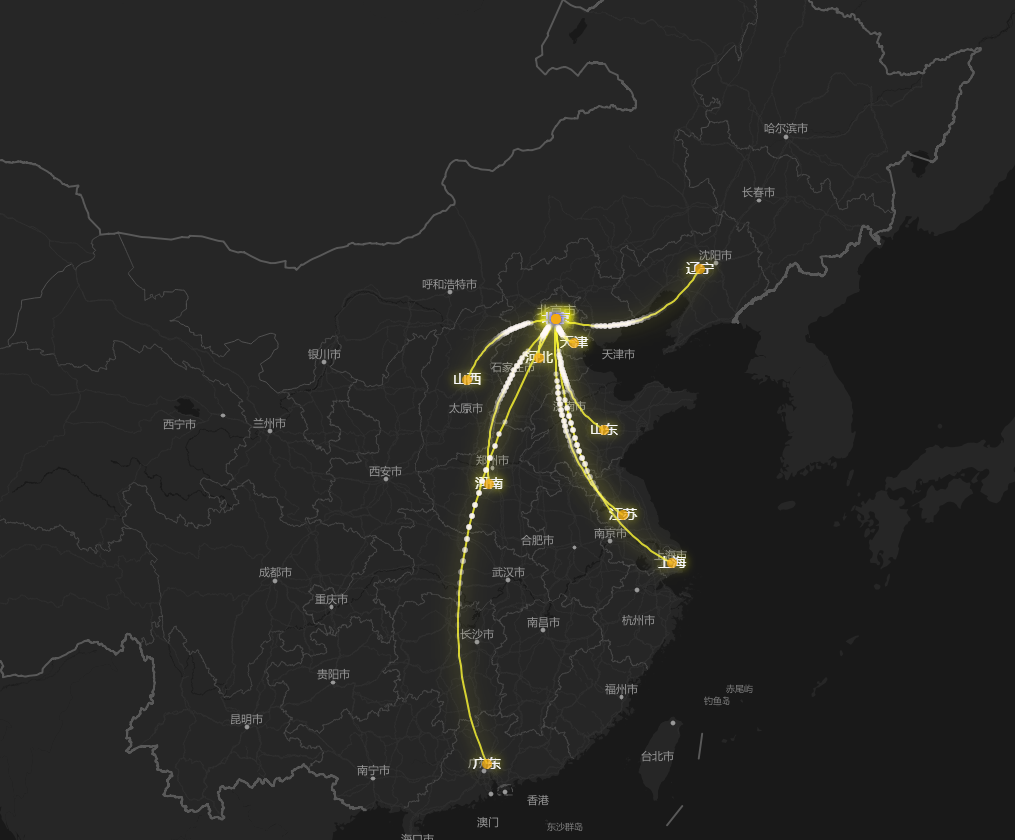 哈尔滨市
长春市
沈阳市
辽宁
呼和浩特市
北京市
天津
银川市
天津市
河北
石家庄市
山西
太原市
济南市
西宁市
兰州市
山东
郑州市
西安市
河南
江苏
南京市
合肥市
上海市
上海
成都市
武汉市
重庆市
杭州市
南昌市
长沙市
贵阳市
福州市
赤尾屿
钓鱼岛
昆明市
台北市
广东
南宁市
香港
澳门
东沙群岛
海口市